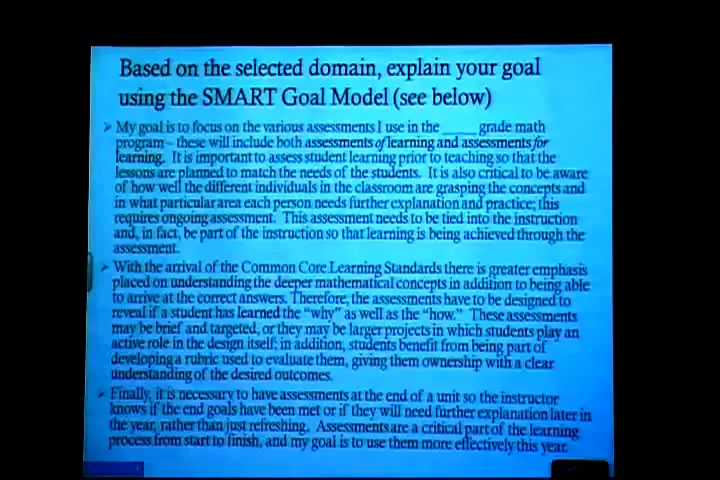 Based on the selected domain, explain your goal
using the SMART Goal Model (see below)
➢ My goal is to focus on the various assessments I use in the _____ grade math
program – these will include both assessments of learning and assessments for
learning. It is important to assess student learning prior to teaching so that the
lessons are planned to match the needs of the students. It is also critical to be aware
of how well the different individuals in the classroom are grasping the concepts and
in what particular area each person needs further explanation and practice; this
requires ongoing assessment. This assessment needs to be tied into the instruction
and, in fact, be part of the instruction so that learning is being achieved through the
assessment.
➢ With the arrival of the Common Core Learning Standards there is greater emphasis
placed on understanding the deeper mathematical concepts in addition to being able
to arrive at the correct answers. Therefore, the assessments have to be designed to
reveal if a student has learned the “why” as well as the “how.” These assessments
may be brief and targeted, or they may be larger projects in which students play an
active role in the design itself; in addition, students benefit from being part of
developing a rubric used to evaluate them, giving them ownership with a clear
understanding of the desired outcomes.
➢ Finally, it is necessary to have assessments at the end of a unit so the instructor
knows if the end goals have been met or if they will need further explanation later in
the year, rather than just refreshing. Assessments are a critical part of the learning
process from start to finish, and my goal is to use them more effectively this year.